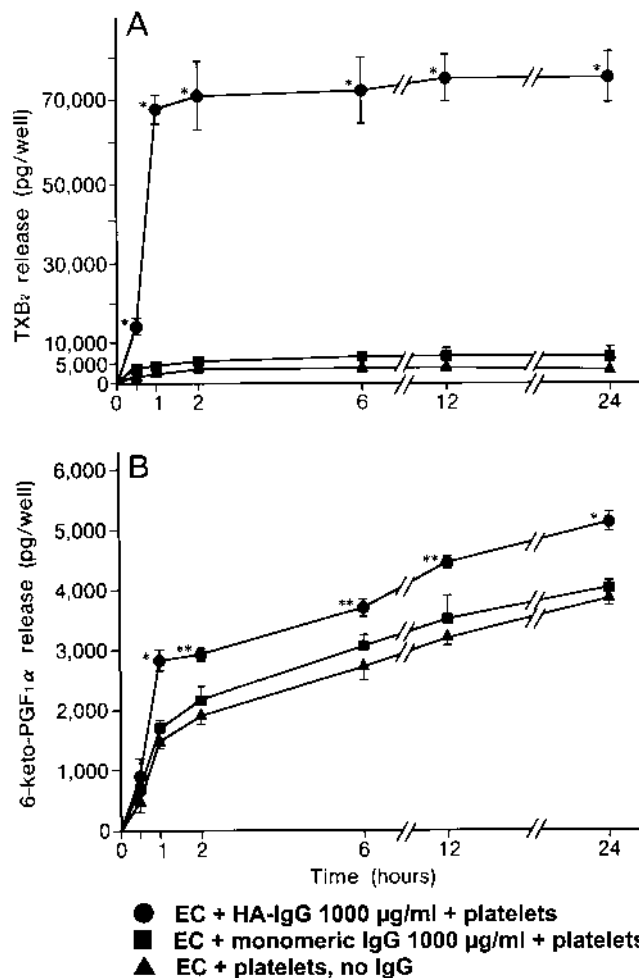 A
TXB₂ release (pg/well)
70,000
50,000
30,000
10,000
5,000
0
0 1 2 6 12 24
*
*
*
*
*
*
B
6-keto-PGF₁α release (pg/well)
6,000
5,000
4,000
3,000
2,000
1,000
0
*
**
**
**
*
0 1 2 6 12 24
Time (hours)
EC + HA-IgG 1000 µg/ml + platelets
EC + monomeric IgG 1000 µg/ml + platelets
EC + platelets, no IgG